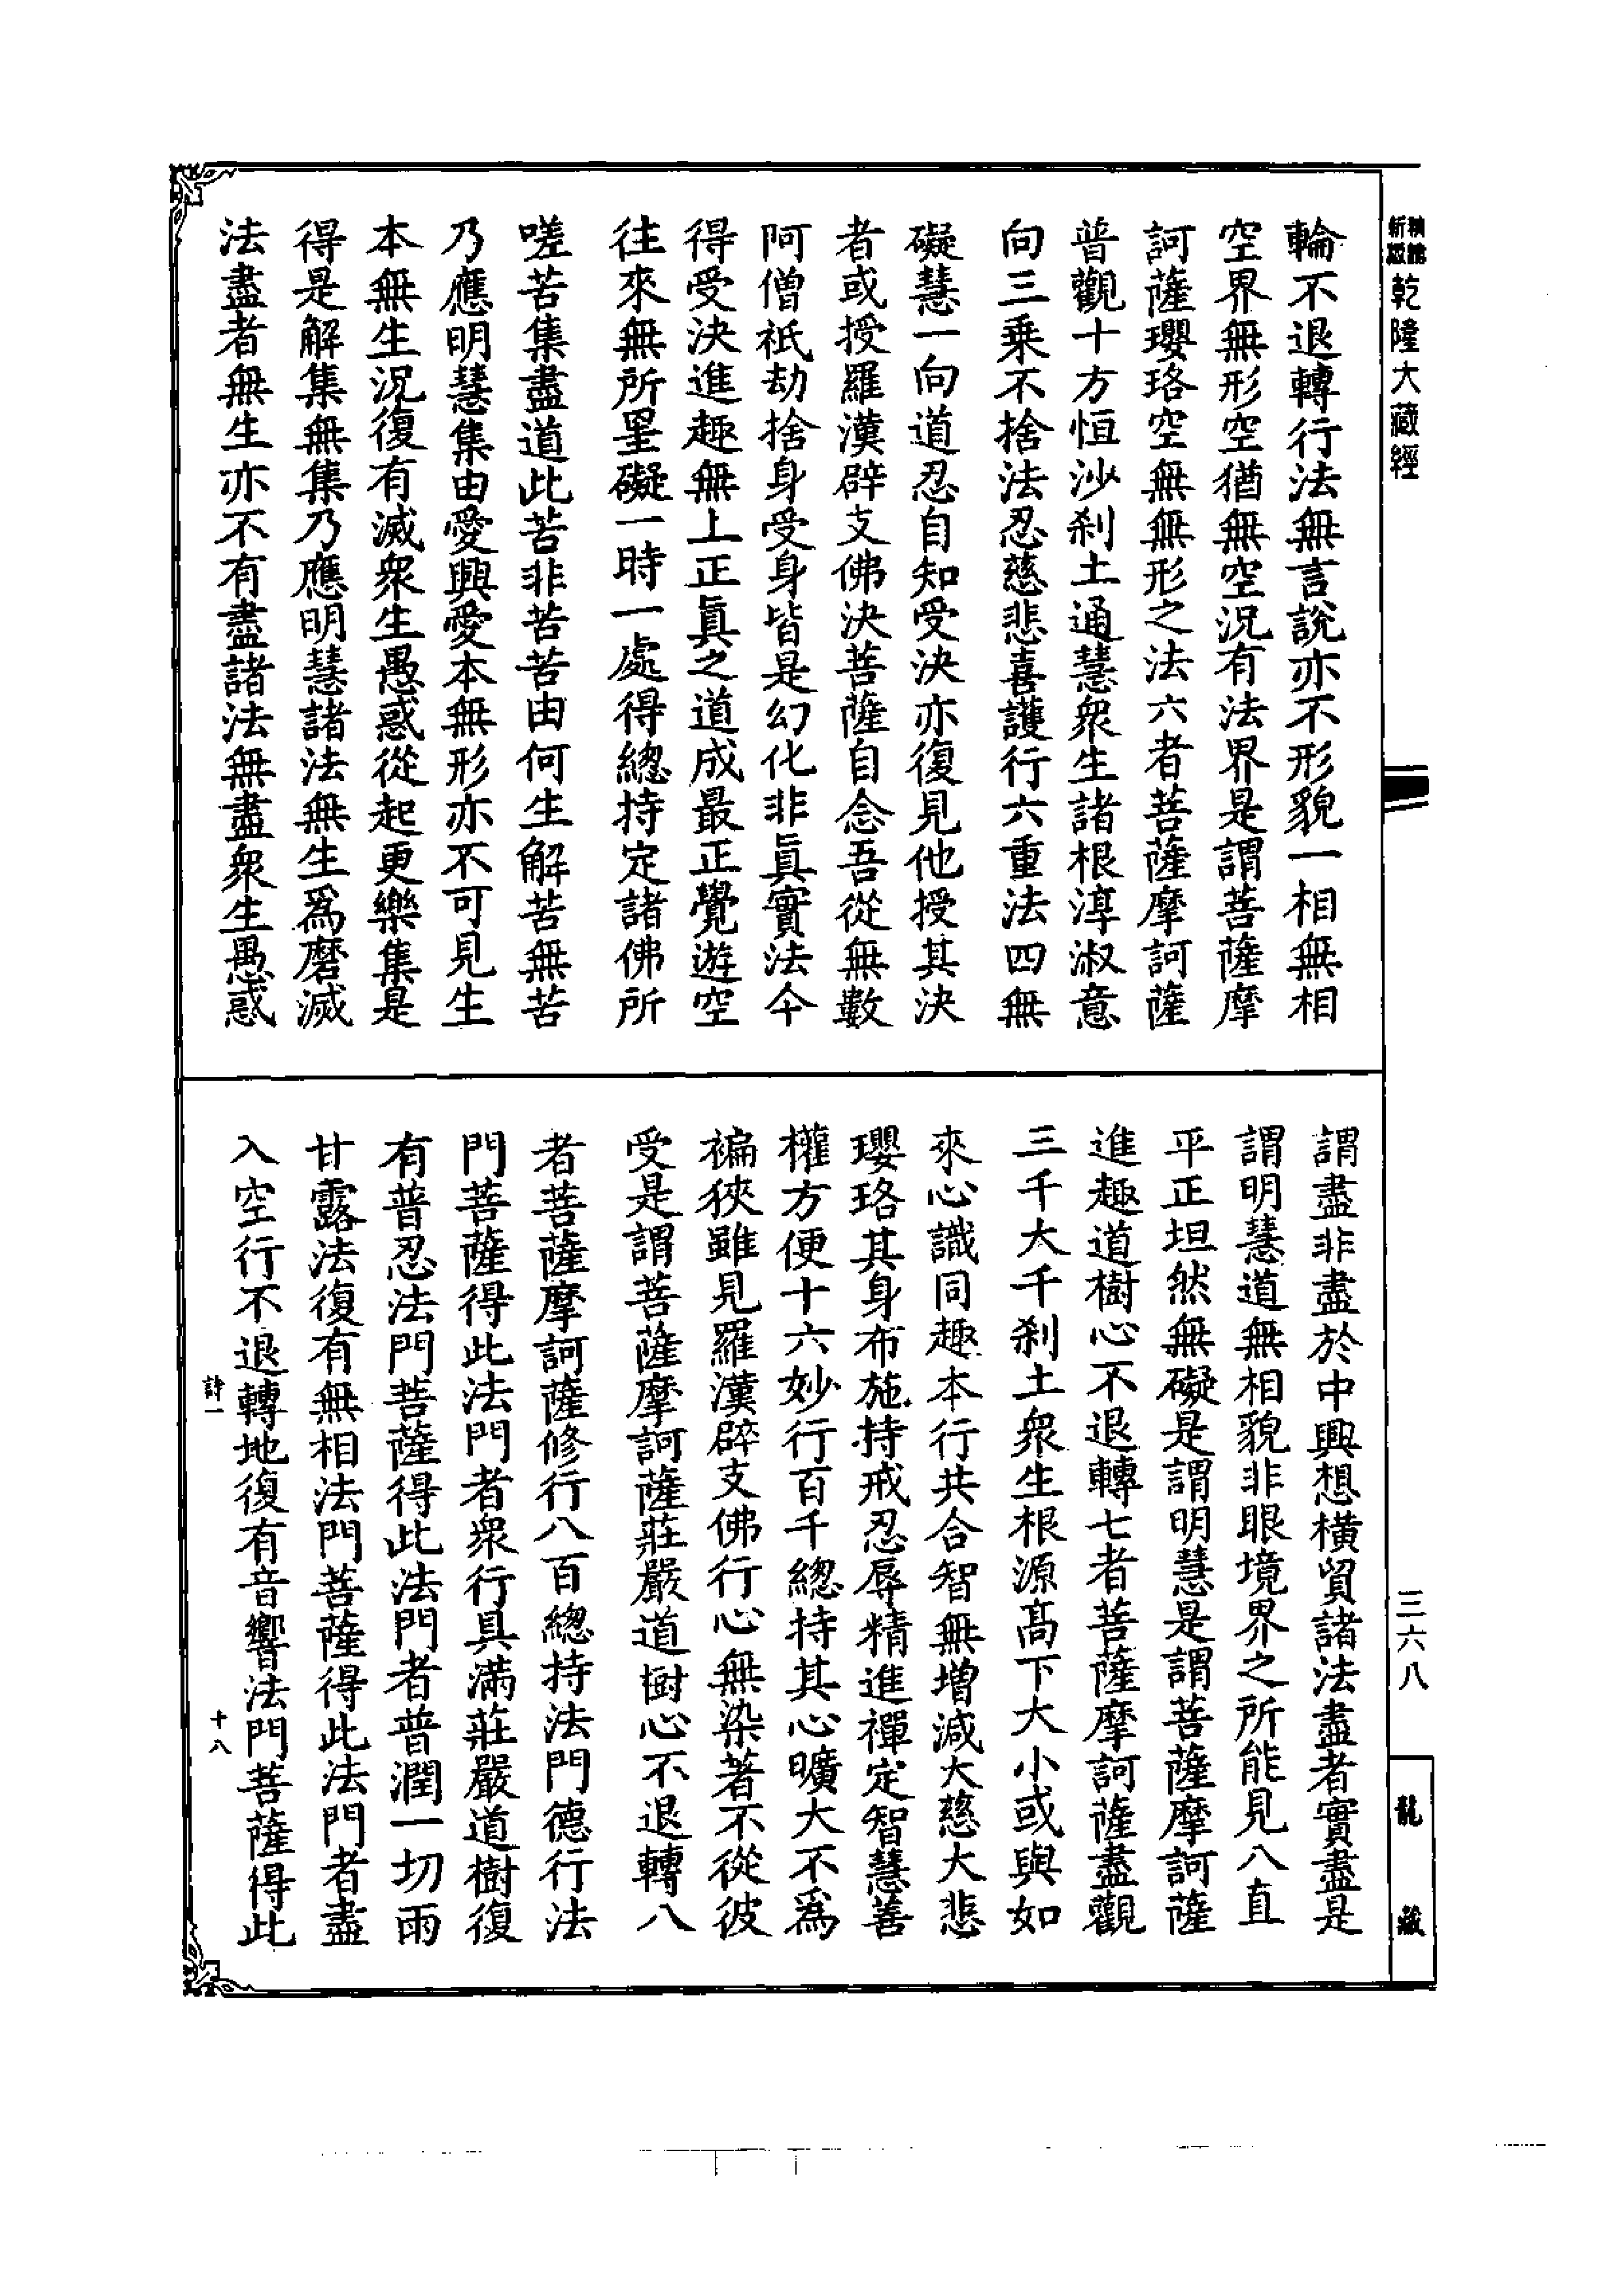 乾隆大藏經
輪不退轉行法無言說亦不形貌一相無相
空界無形空猶無空況有法界是謂菩薩摩
訶薩瓔珞空無無形之法六者菩薩摩訶薩
普觀十方恒沙刹土通慧衆生諸根淳淑意
向三乗不捨法忍慈悲喜護行六重法四無
礙慧一向道忍自知受決亦復見他授其決
者或授羅漢辟支佛決菩薩自念吾從無數
阿僧祇劫捨身受身皆是幻化非眞實法今
得受決進趣無上正眞之道成最正覺遊空
往來無所罣礙一時一處得總持定諸佛所
嗟苦集盡道此苦非苦苦由何生解苦無苦
乃應明慧集由愛興愛本無形亦不可見生
本無生況復有滅衆生愚惑從起更樂集是
得是解集無集乃應明慧諸法無生爲磨滅
法盡者無生亦不有盡諸法無盡衆生愚惑
三六八
龍藏
謂盡非盡於中興想橫貿諸法盡者實盡是
謂明慧道無相貌非眼境界之所能見八直
平正坦然無礙是謂明慧是謂菩薩摩訶薩
進趣道樹心不退轉七者菩薩摩訶薩盡觀
三千大千刹土衆生根源髙下大小或與如
來心識同趣本行共合智無增減大慈大悲
瓔珞其身布施持戒忍辱精進禪定智慧善
權方便十六妙行百千總持其心曠大不爲
褊狹雖見羅漢辟支佛行心無染著不從彼
受是謂菩薩摩訶薩莊嚴道樹心不退轉八
者菩薩摩訶薩修行八百總持法門德行法
門菩薩得此法門者衆行具滿莊嚴道樹復
有普忍法門菩薩得此法門者普潤一切雨
甘露法復有無相法門菩薩得此法門者盡
入空行不退轉地復有音響法門菩薩得此
詩一
十八